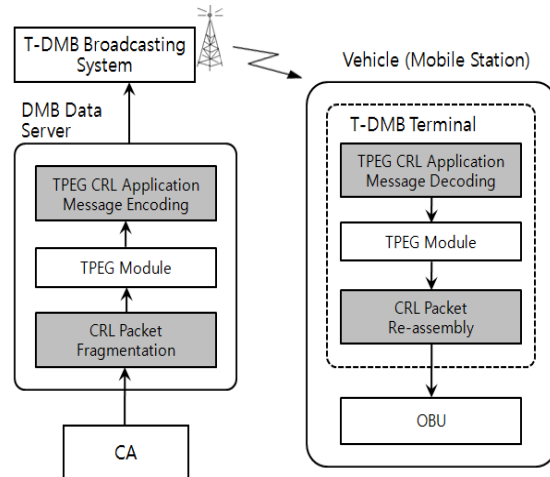 T-DMB Broadcasting
System
DMB Data
Server
TPEG CRL Application
Message Encoding
TPEG Module
CRL Packet
Fragmentation
CA
Vehicle (Mobile Station)
T-DMB Terminal
TPEG CRL Application
Message Decoding
TPEG Module
CRL Packet
Re-assembly
OBU